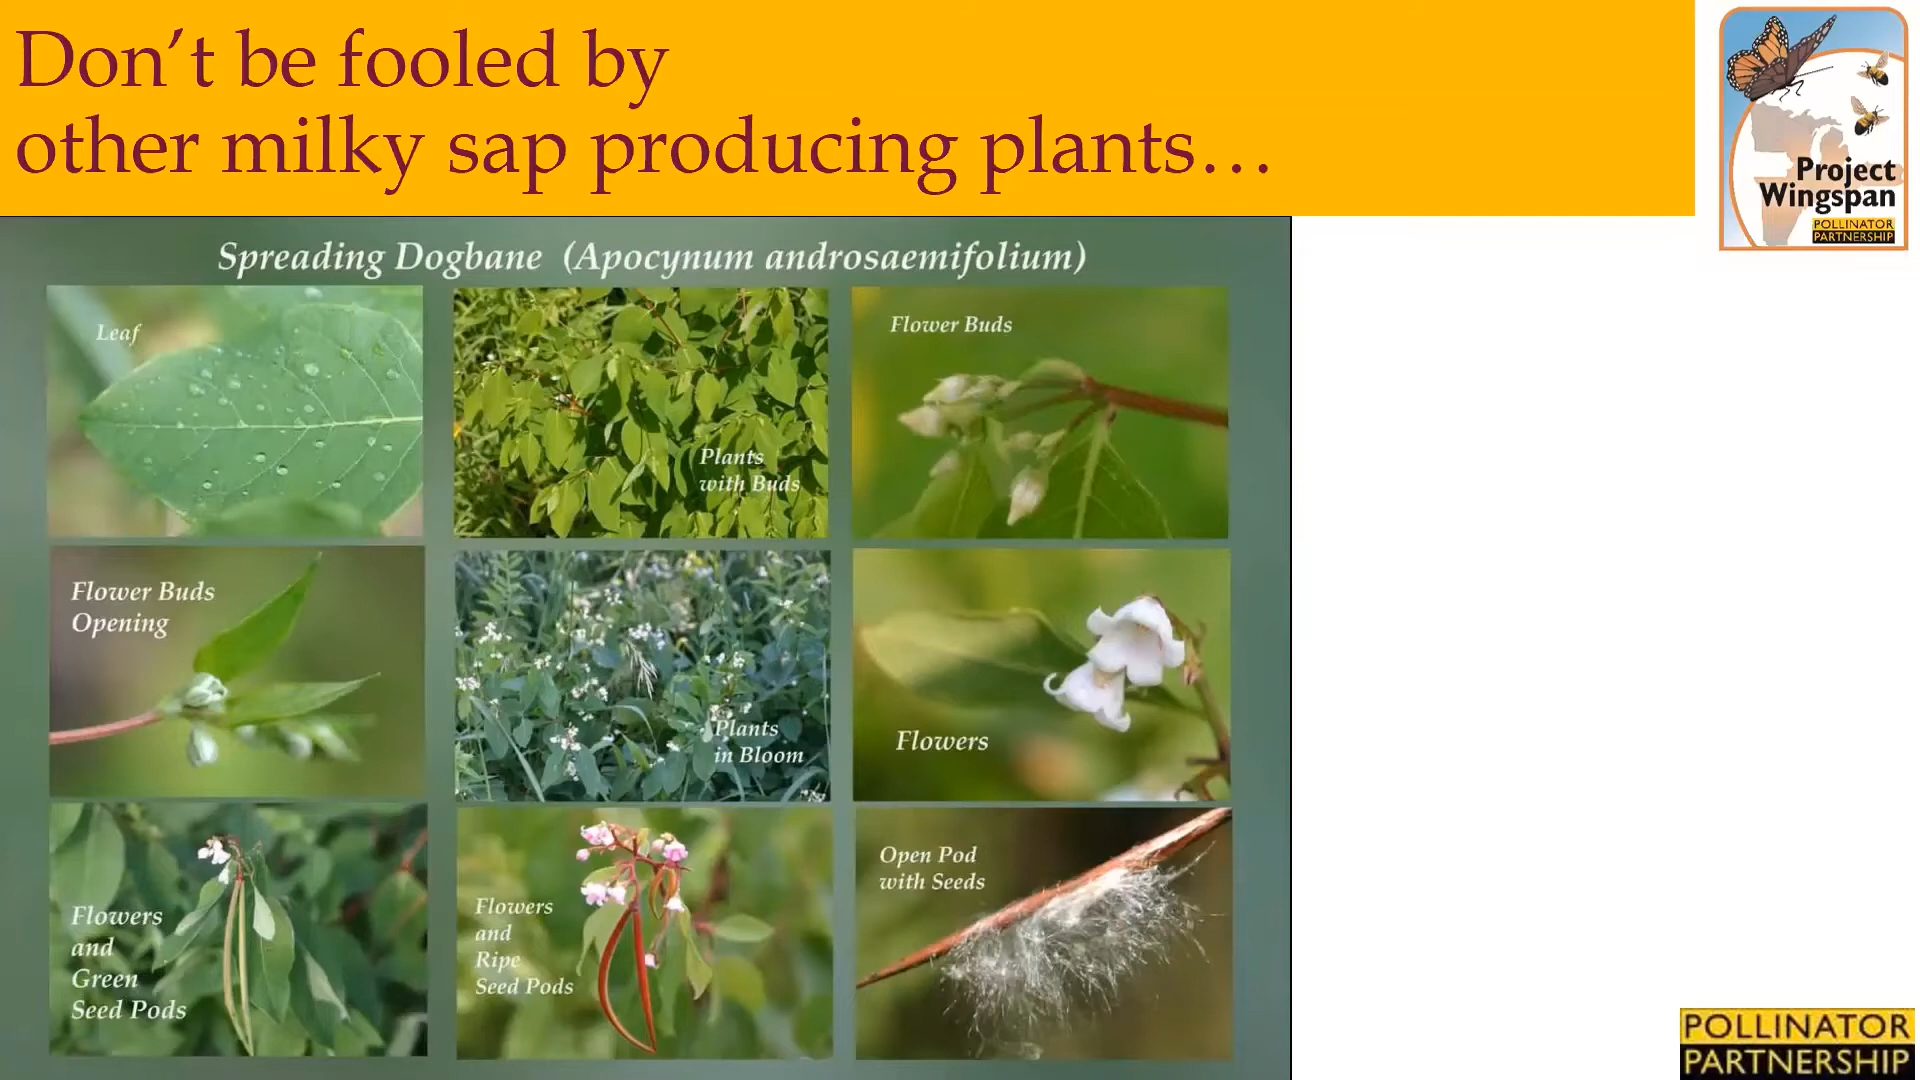 Don’t be fooled by
other milky sap producing plants…
Project
Wingspan
POLLINATOR
PARTNERSHIP
Spreading Dogbane (Apocynum androsaemifolium)
Leaf
Plants
with Buds
Flower Buds
Flower Buds
Opening
Plants
in Bloom
Flowers
Flowers
and
Green
Seed Pods
Flowers
and
Ripe
Seed Pods
Open Pod
with Seeds
POLLINATOR
PARTNERSHIP